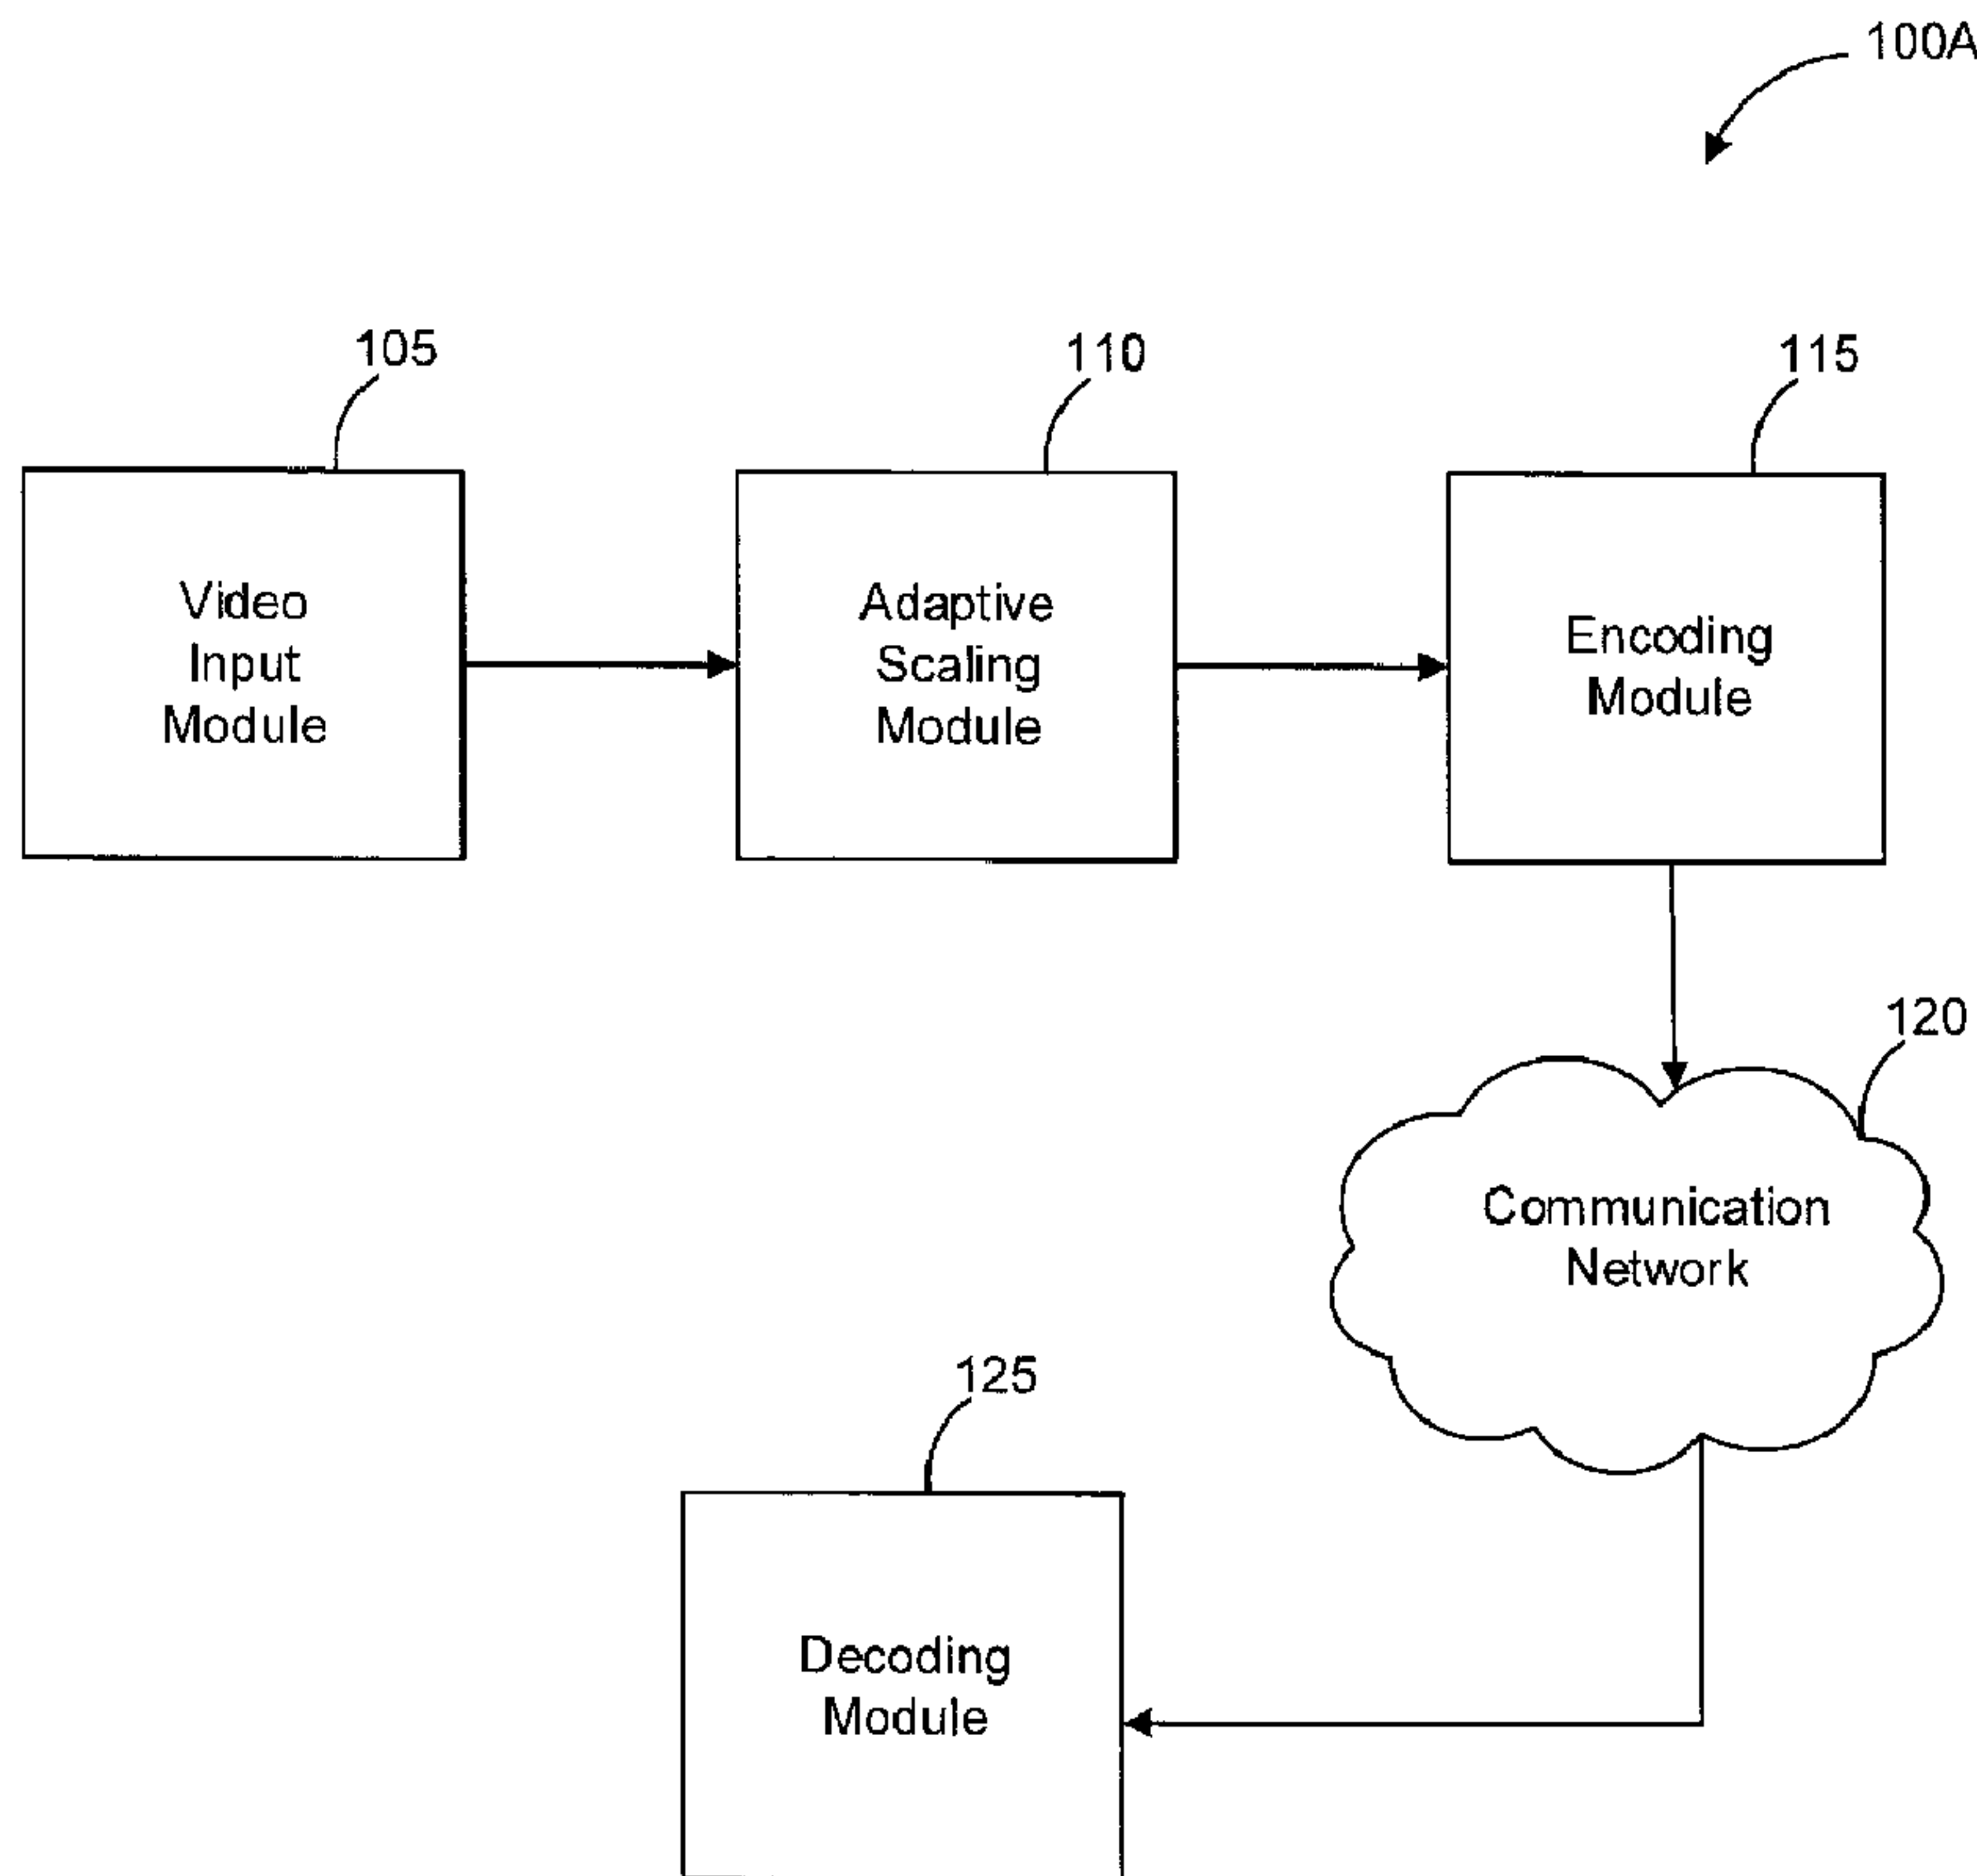 100A
105
110
115
Video
Input
Module
Adaptive
Scaling
Module
Encoding
Module
120
Communication
Network
125
Decoding
Module